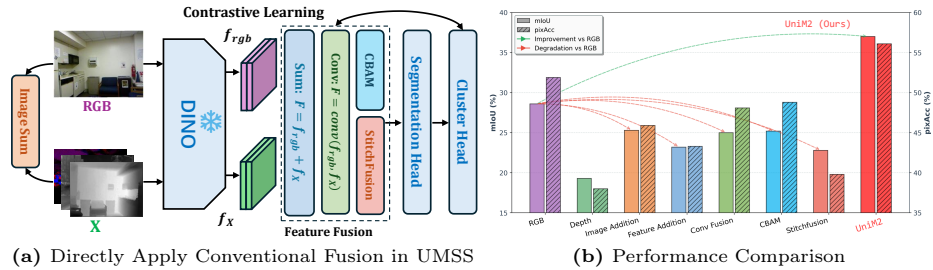 Contrastive Learning
Image Sum
RGB
X
DINO
f_rgb
f_X
Sum: F = f_rgb + f_X
Conv: F = conv(f_rgb, f_X)
CBAM
StitchFusion
Feature Fusion
Segmentation Head
Cluster Head
(a) Directly Apply Conventional Fusion in UMSS
mIoU
pixAcc
Improvement vs RGB
Degradation vs RGB
UniM2 (Ours)
mIoU (%)
40
35
30
25
20
15
pixAcc (%)
60
55
50
45
40
35
RGB
Depth
Image Addition
Feature Addition
Conv Fusion
CBAM
Stitchfusion
UniM2
(b) Performance Comparison